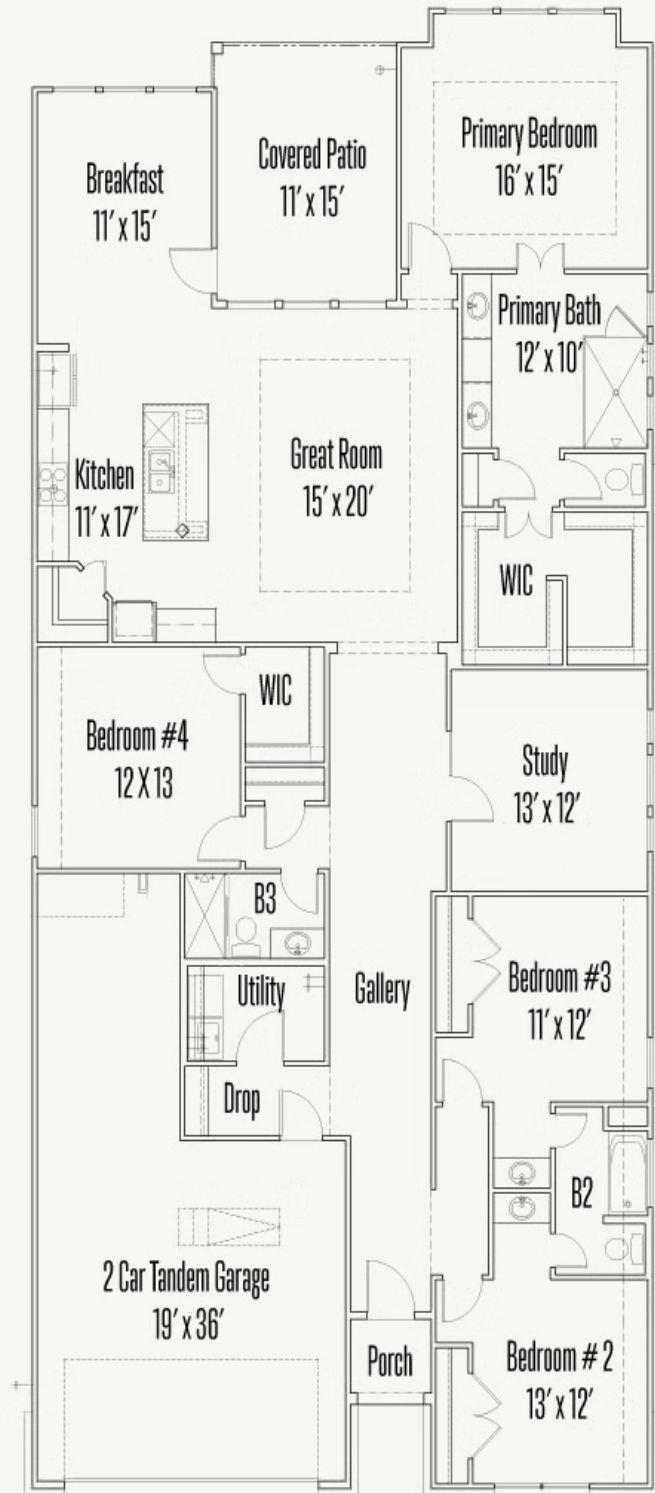 Primary Bedroom
16' x 15'
Covered Patio
11' x 15'
Breakfast
11' x 15'
Primary Bath
12' x 10'
Great Room
15' x 20'
Kitchen
11' x 17'
WIC
WIC
Bedroom #4
12 X 13
Study
13' x 12'
B3
Utility
Gallery
Bedroom #3
11' x 12'
Drop
B2
2 Car Tandem Garage
19' x 36'
Porch
Bedroom # 2
13' x 12'